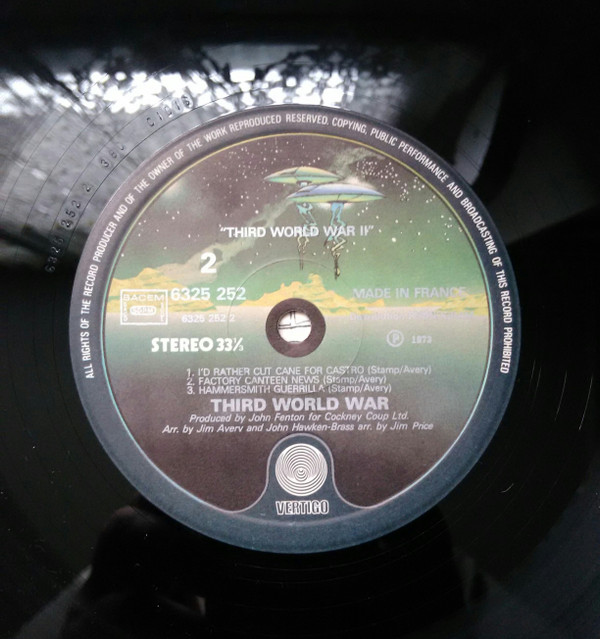 ALL RIGHTS OF THE RECORD PRODUCER AND OF THE OWNER OF THE WORK REPRODUCED RESERVED. COPYING, PUBLIC PERFORMANCE AND BROADCASTING OF THIS RECORD PROHIBITED
"THIRD WORLD WAR II"
2
SACEM
6325 252
MADE IN FRANCE
6325 252 2
STEREO 33⅓
Ⓟ 1973
1. I'D RATHER CUT CANE FOR CASTRO (Stamp/Avery)
2. FACTORY CANTEEN NEWS (Stamp/Avery)
3. HAMMERSMITH GUERRILLA (Stamp/Avery)
THIRD WORLD WAR
Produced by John Fenton for Cockney Coup Ltd.
Arr. by Jim Avery and John Hawken-Brass arr. by Jim Price
VERTIGO